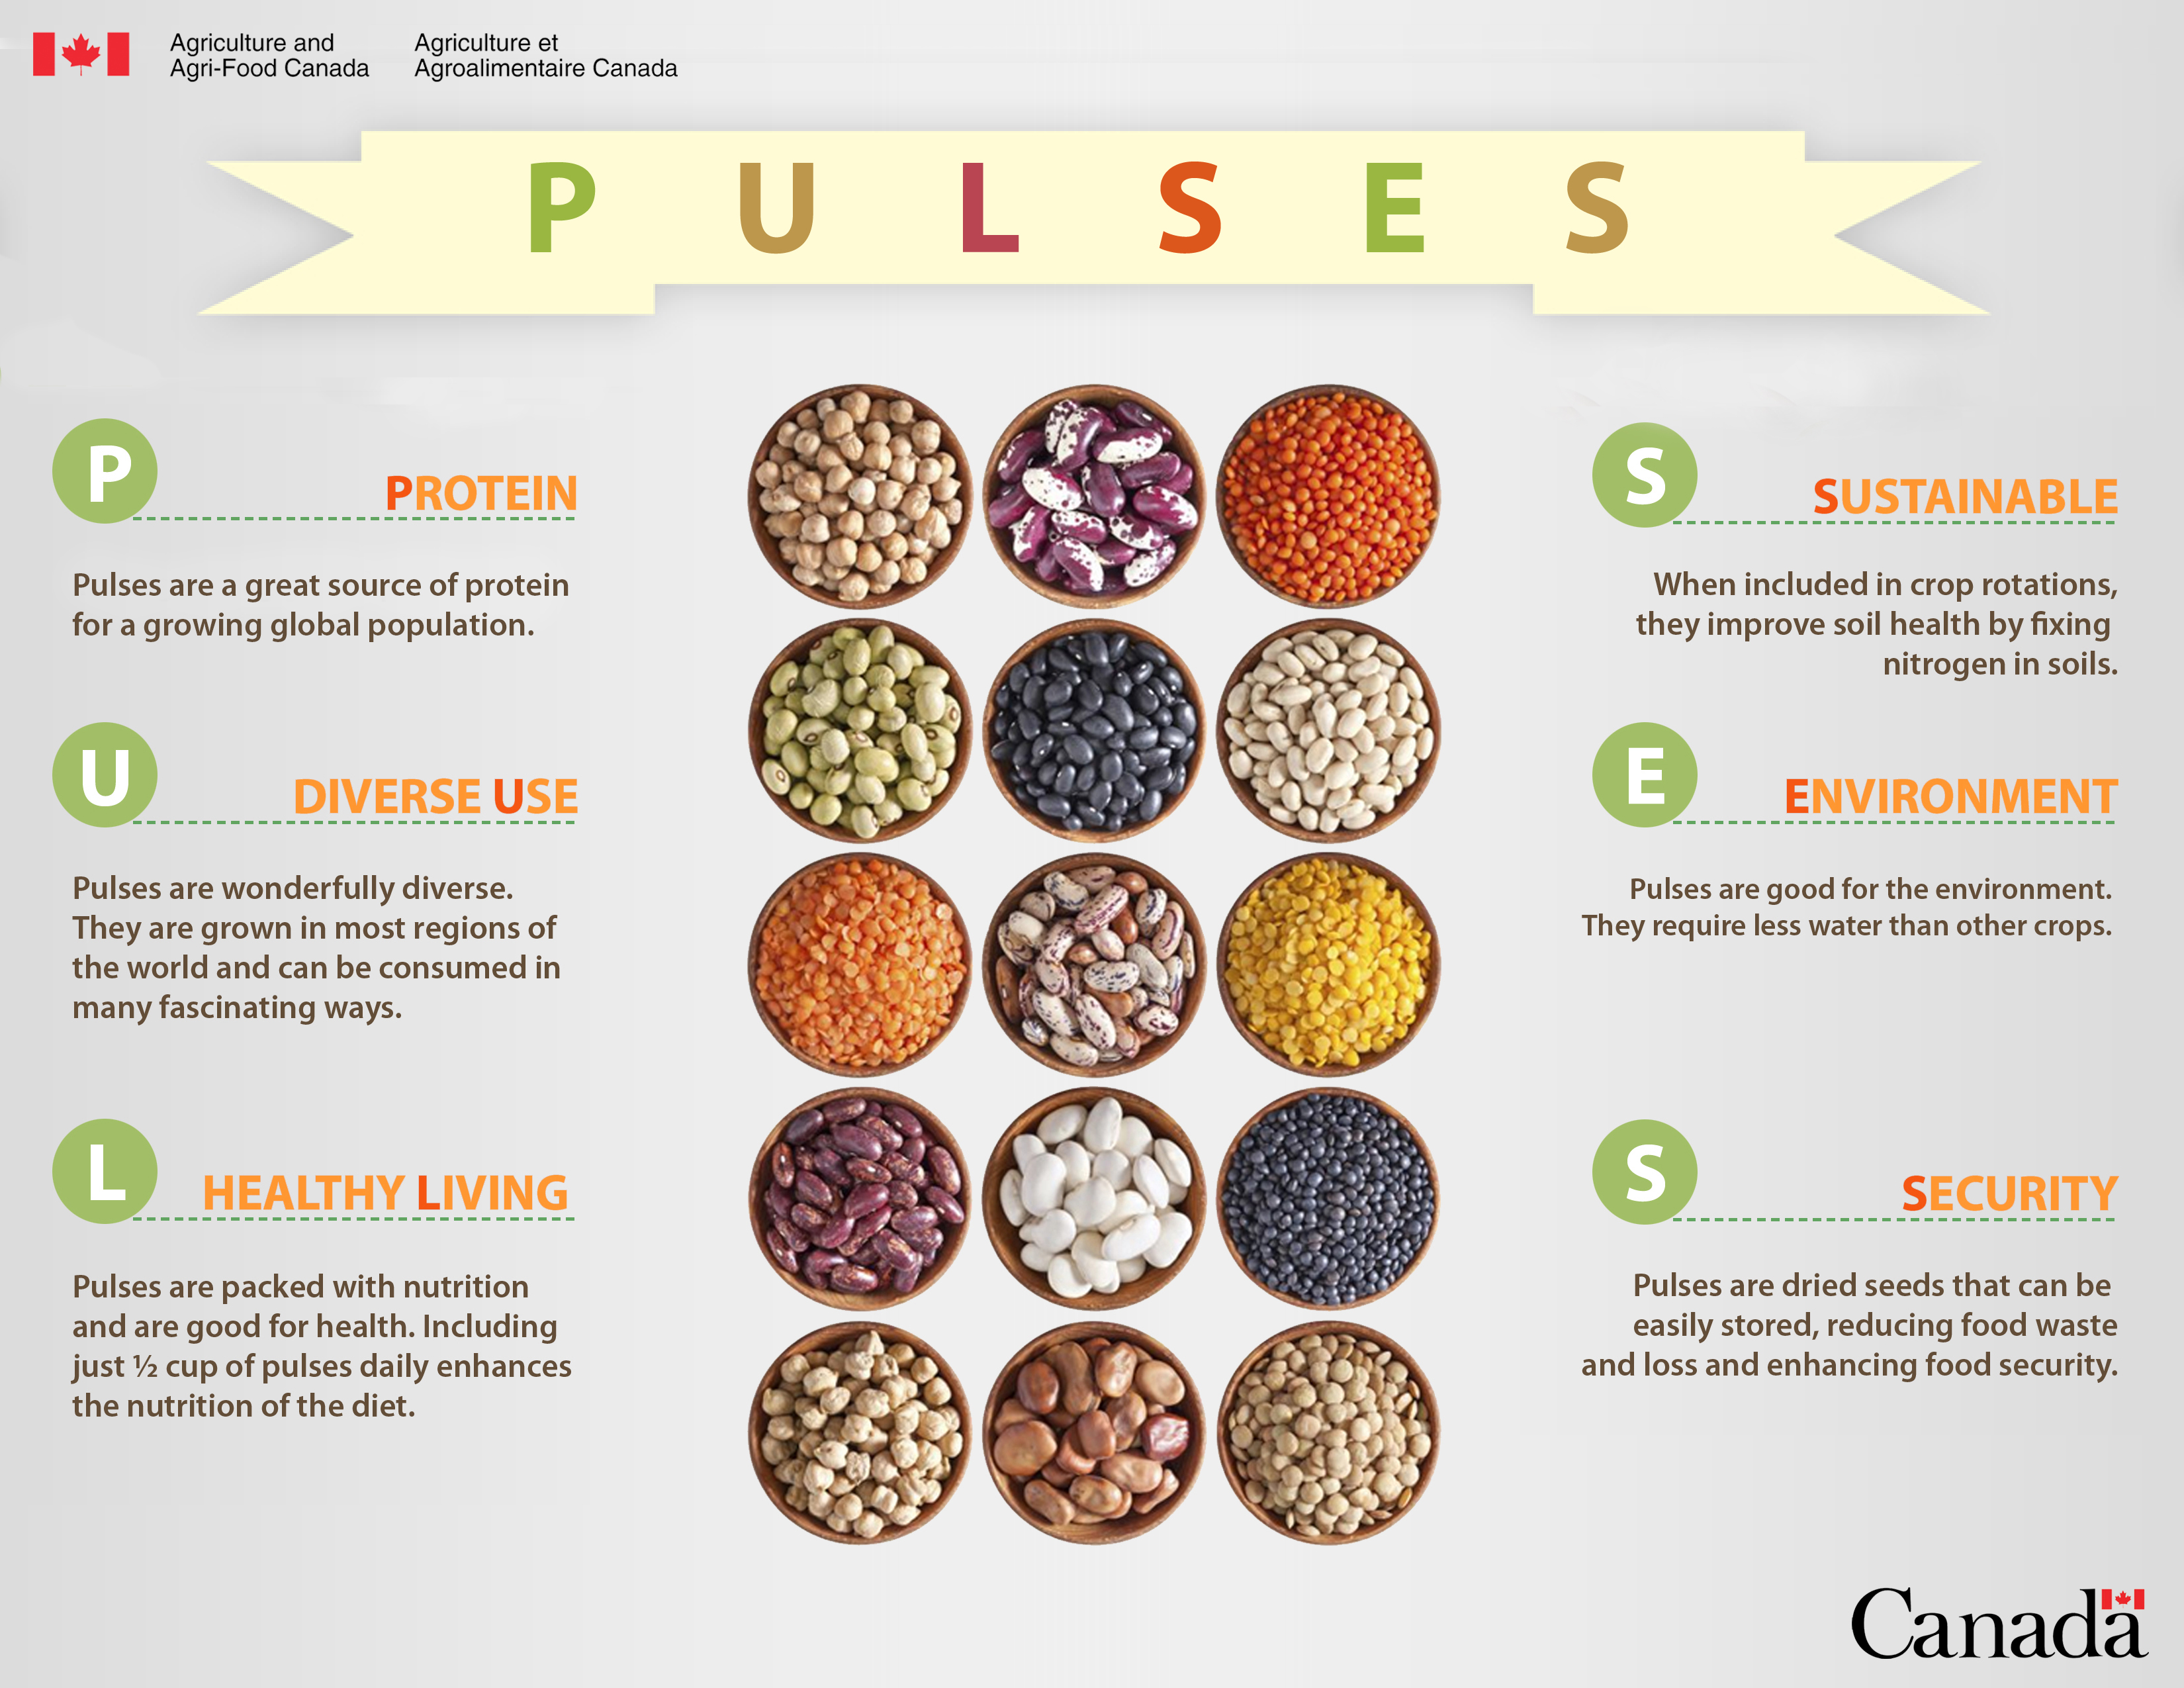 Agriculture and
Agri-Food Canada
Agriculture et
Agroalimentaire Canada
P U L S E S
P
PROTEIN
Pulses are a great source of protein
for a growing global population.
U
DIVERSE USE
Pulses are wonderfully diverse.
They are grown in most regions of
the world and can be consumed in
many fascinating ways.
L
HEALTHY LIVING
Pulses are packed with nutrition
and are good for health. Including
just ½ cup of pulses daily enhances
the nutrition of the diet.
S
SUSTAINABLE
When included in crop rotations,
they improve soil health by fixing
nitrogen in soils.
E
ENVIRONMENT
Pulses are good for the environment.
They require less water than other crops.
S
SECURITY
Pulses are dried seeds that can be
easily stored, reducing food waste
and loss and enhancing food security.
Canada